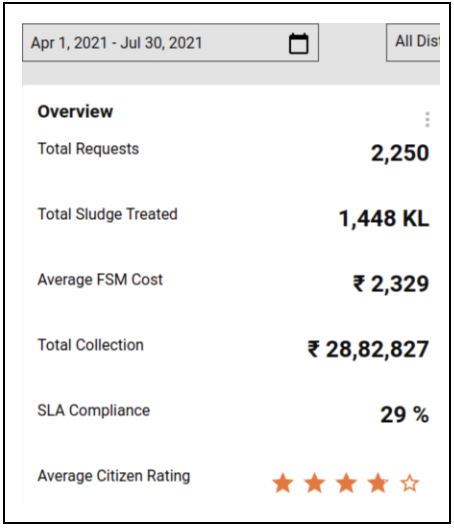 Apr 1, 2021 - Jul 30, 2021
All Dis
Overview
Total Requests 2,250
Total Sludge Treated 1,448 KL
Average FSM Cost ₹ 2,329
Total Collection ₹ 28,82,827
SLA Compliance 29 %
Average Citizen Rating